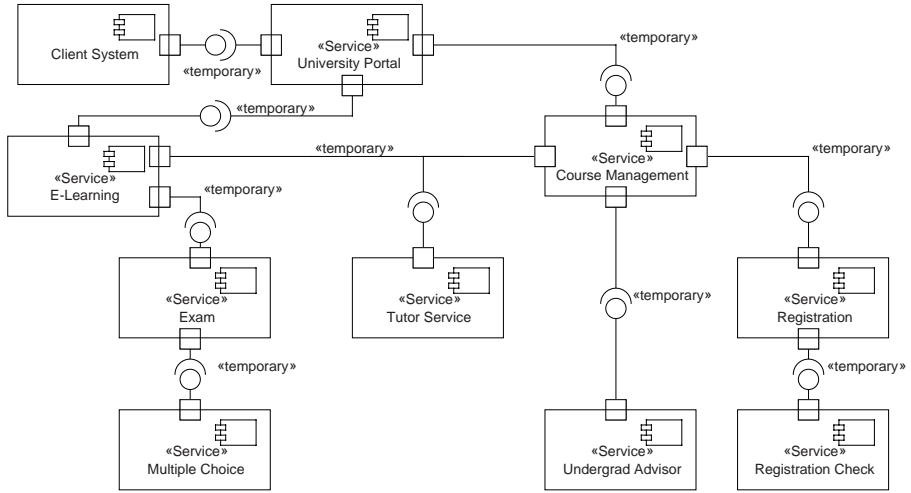 Client System
«temporary»
«Service»
University Portal
«temporary»
«temporary»
«Service»
E-Learning
«temporary»
«temporary»
«Service»
Course Management
«temporary»
«Service»
Exam
«Service»
Tutor Service
«temporary»
«Service»
Registration
«temporary»
«temporary»
«Service»
Multiple Choice
«Service»
Undergrad Advisor
«Service»
Registration Check